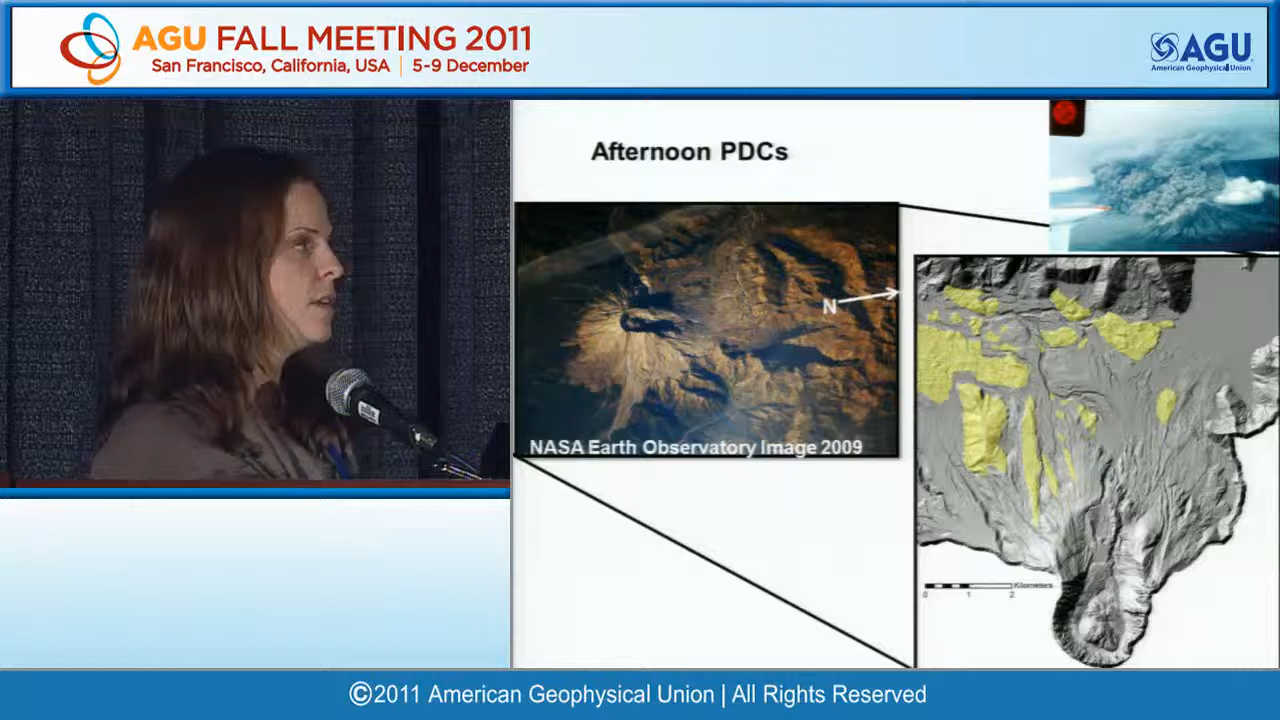 AGU FALL MEETING 2011
San Francisco, California, USA | 5-9 December
AGU
American Geophysical Union
Afternoon PDCs
N
NASA Earth Observatory Image 2009
Kilometers
0 1 2
©2011 American Geophysical Union | All Rights Reserved